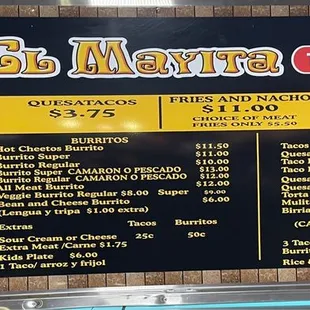 El Mayita
QUESATACOS
$3.75
FRIES AND NACHO
$11.00
CHOICE OF MEAT
FRIES ONLY $5.50
BURRITOS
Hot Cheetos Burrito $11.50
Burrito Super $11.00
Burrito Regular $10.00
Burrito Super CAMARON O PESCADO $13.00
Burrito Regular CAMARON O PESCADO $12.00
All Meat Burrito $12.00
Veggie Burrito Regular $8.00 Super $9.00
Bean and Cheese Burrito $6.00
(Lengua y tripa $1.00 extra)
Extras Tacos Burritos
Sour Cream or Cheese 25c 50c
Extra Meat /Carne $1.75
Kids Plate $6.00
1 Taco/ arroz y frijol
Tacos
Quesa
Tacos
Quesa
Torta
Mulit
Birria
(CA
3 Taco
Burrit
Rice &